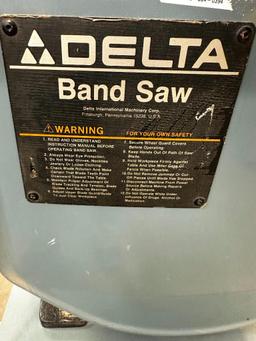 DELTA
Band Saw
Delta International Machinery Corp.
Pittsburgh, Pennsylvania 15238, U.S.A.
WARNING
FOR YOUR OWN SAFETY
1. READ AND UNDERSTAND
INSTRUCTION MANUAL BEFORE
OPERATING BAND SAW.
2. Always Wear Eye Protection.
3. Do Not Wear Gloves, Neckties
Jewelry Or Loose Clothing.
4. Check Blade Rotation And Make
Certain That Blade Teeth Point
Downward Toward The Table.
5. Maintain Proper Adjustment Of
Blade Tracking And Tension, Blade
Guides And Back-Up Bearings.
6. Adjust Upper Blade Guard/Guide
To Just Clear Workpiece.
7. Secure Wheel Guard Covers
Before Operating.
8. Keep Hands Out Of Path Of Saw
Blade.
9. Hold Workpiece Firmly Against
Table And Use Miter Gage Or
Fence When Possible.
10. Do Not Remove Jammed Or Cut-
Off Pieces Until Blade Has Stopped.
11. Disconnect Machine From Power
Source Before Making Repairs
Or Adjustments.
12. Do Not Operate While Under
Influence Of Drugs, Alcohol Or
Medication.